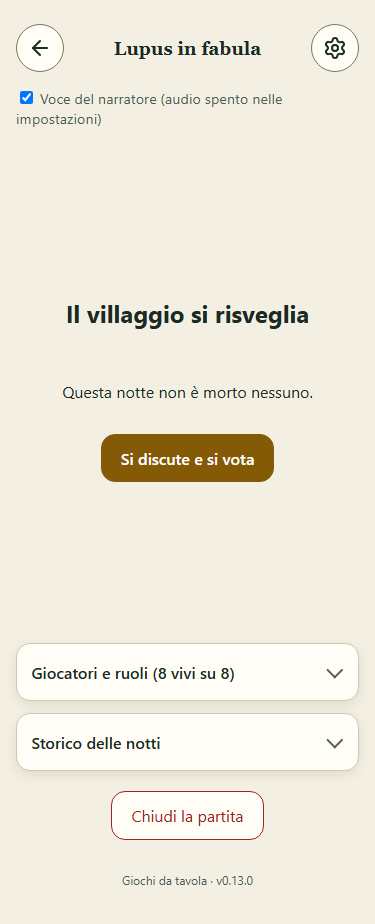 Lupus in fabula
Voce del narratore (audio spento nelle
impostazioni)
Il villaggio si risveglia
Questa notte non è morto nessuno.
Si discute e si vota
Giocatori e ruoli (8 vivi su 8)
Storico delle notti
Chiudi la partita
Giochi da tavola · v0.13.0